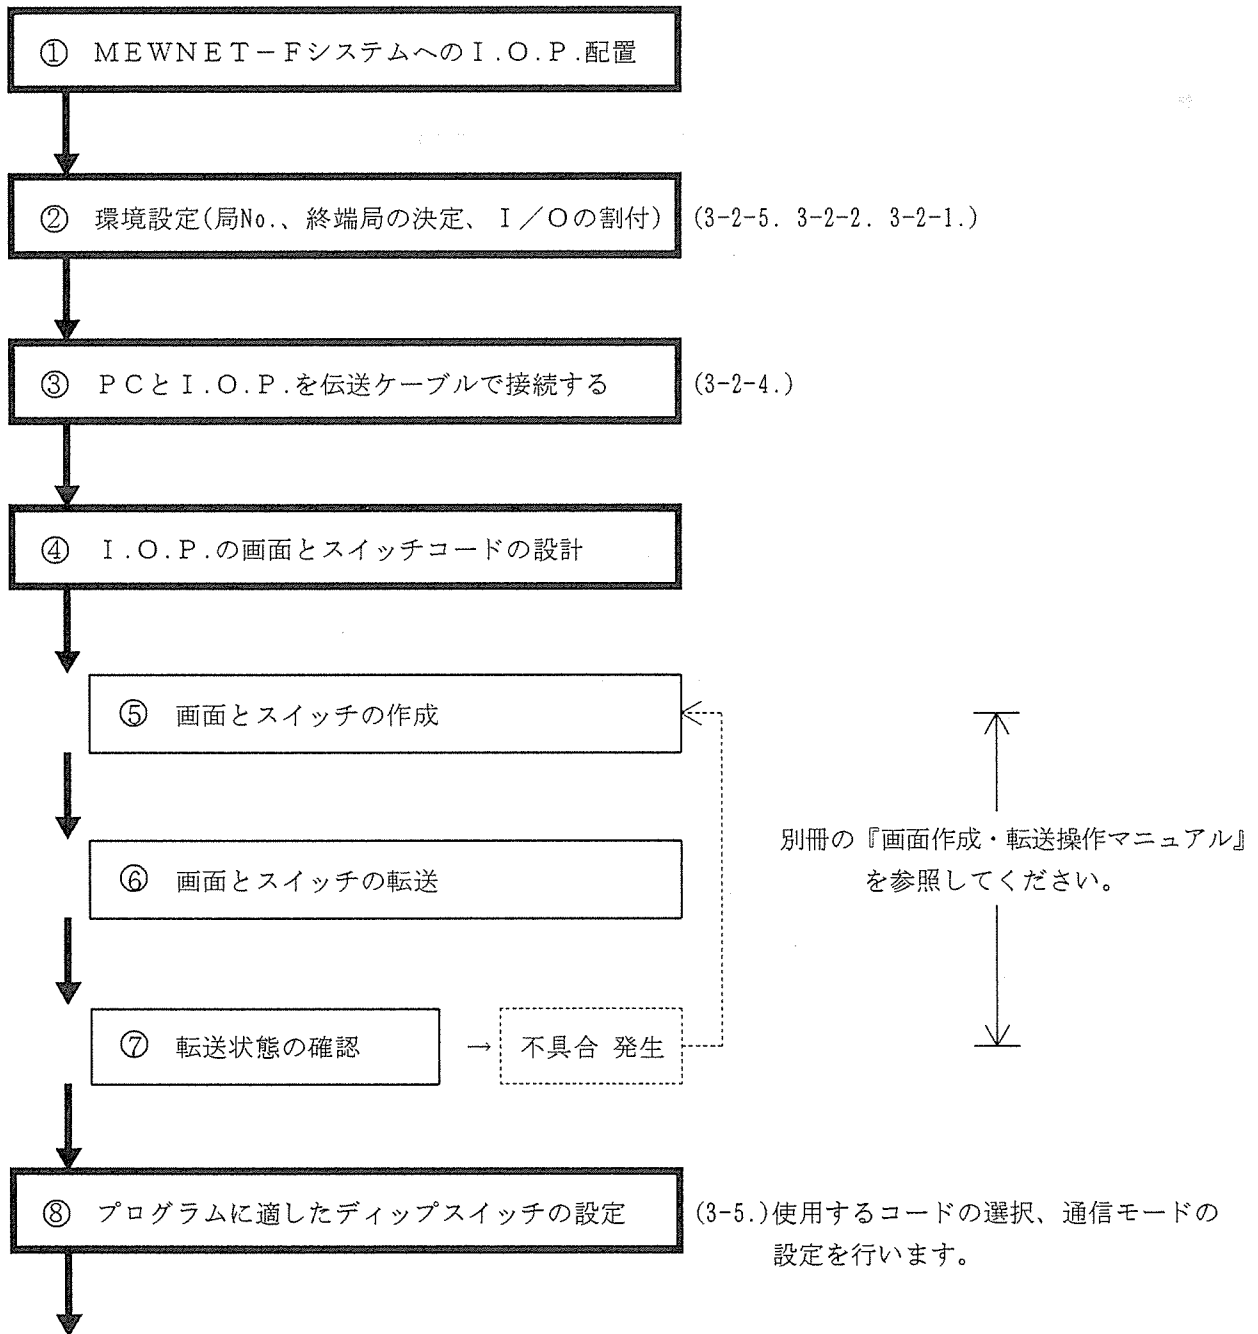 ① ＭＥＷＮＥＴ－ＦシステムへのＩ.Ｏ.Ｐ.配置
② 環境設定(局No.、終端局の決定、Ｉ／Ｏの割付) (3-2-5. 3-2-2. 3-2-1.)
③ ＰＣとＩ.Ｏ.Ｐ.を伝送ケーブルで接続する (3-2-4.)
④ Ｉ.Ｏ.Ｐ.の画面とスイッチコードの設計
⑤ 画面とスイッチの作成
別冊の『画面作成・転送操作マニュアル』
を参照してください。
⑥ 画面とスイッチの転送
⑦ 転送状態の確認 → 不具合 発生
⑧ プログラムに適したディップスイッチの設定 (3-5.)使用するコードの選択、通信モードの
設定を行います。